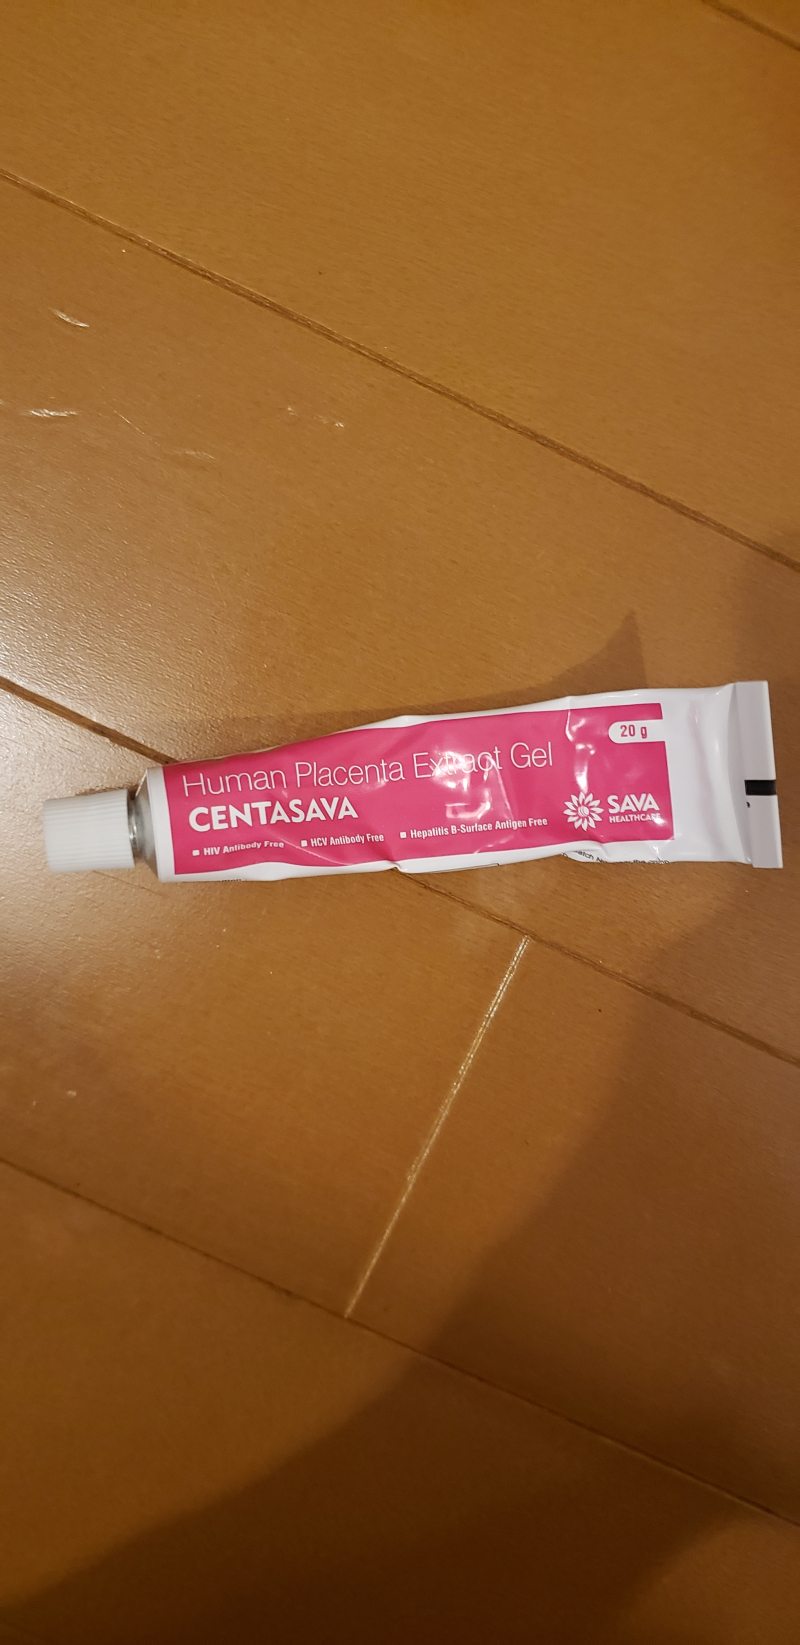 Human Placenta Extract Gel
CENTASAVA
▪ HIV Antibody Free ▪ HCV Antibody Free ▪ Hepatitis B-Surface Antigen Free
20 g
SAVA
HEALTHCARE